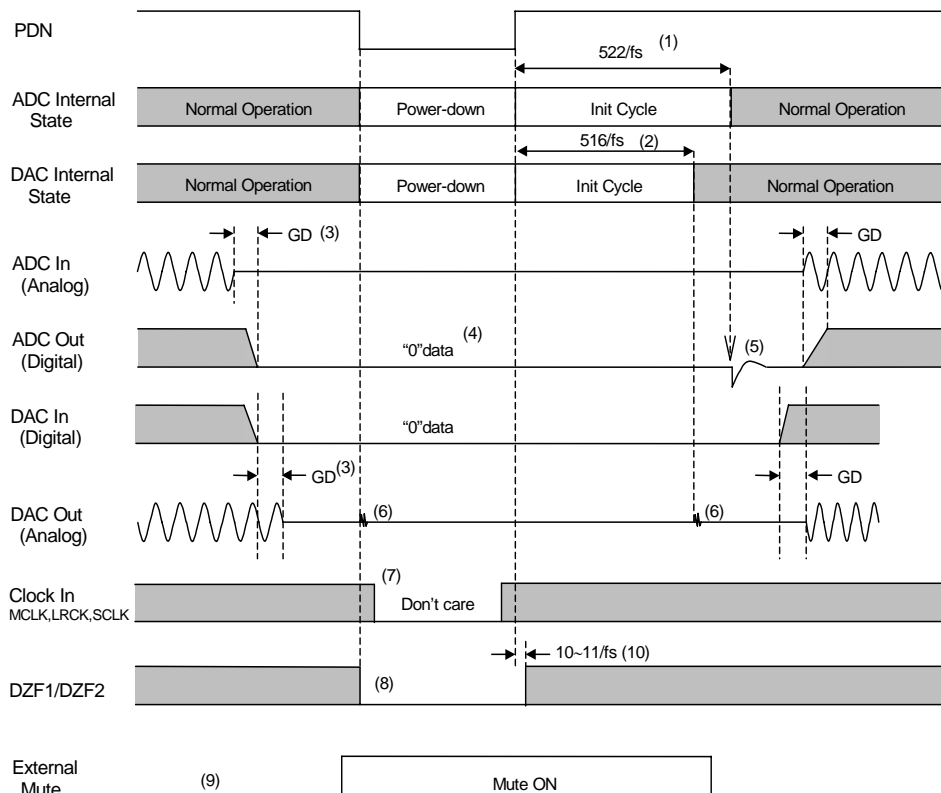 PDN
522/fs (1)
ADC Internal
State
Normal Operation
Power-down
Init Cycle
Normal Operation
516/fs (2)
DAC Internal
State
Normal Operation
Power-down
Init Cycle
Normal Operation
GD (3)
GD
ADC In
(Analog)
ADC Out
(Digital)
“0”data
(4)
(5)
DAC In
(Digital)
“0”data
GD (3)
GD
DAC Out
(Analog)
(6)
(6)
Clock In
MCLK,LRCK,SCLK
(7)
Don’t care
10~11/fs (10)
DZF1/DZF2
(8)
External
Mute
(9)
Mute ON